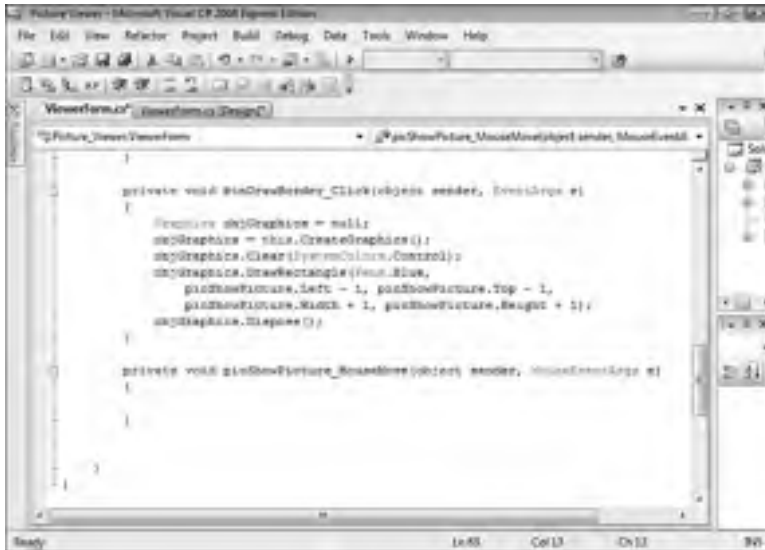 Picture Viewer - Microsoft Visual C# 2008 Express Edition
File Edit View Refactor Project Build Debug Data Tools Window Help
ViewerForm.cs* ViewerForm.cs [Design]*
Picture_Viewer.ViewerForm picShowPicture_MouseMove(object sender, MouseEventA
Sol
}
private void btnDrawBorder_Click(object sender, EventArgs e)
{
Graphics objGraphics = null;
objGraphics = this.CreateGraphics();
objGraphics.Clear(SystemColors.Control);
objGraphics.DrawRectangle(Pens.Blue,
picShowPicture.Left - 1, picShowPicture.Top - 1,
picShowPicture.Width + 1, picShowPicture.Height + 1);
objGraphics.Dispose();
}
private void picShowPicture_MouseMove(object sender, MouseEventArgs e)
{
}
}
}
Ready Ln 65 Col 13 Ch 13 INS